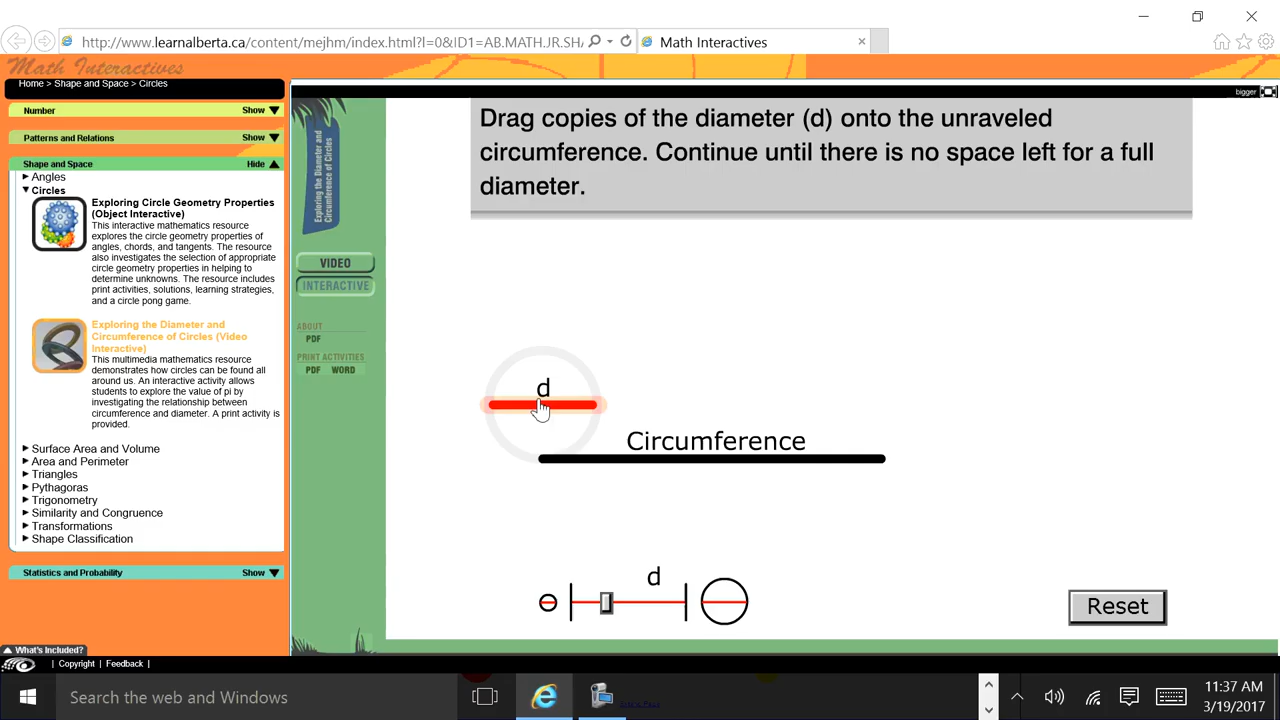 http://www.learnalberta.ca/content/mejhm/index.html?l=0&ID1=AB.MATH.JR.SH/
Math Interactives
Math Interactives
Home > Shape and Space > Circles
bigger
Number
Show
Patterns and Relations
Show
Shape and Space
Hide
Angles
Circles
Exploring Circle Geometry Properties
(Object Interactive)
This interactive mathematics resource
explores the circle geometry properties of
angles, chords, and tangents. The resource
also investigates the selection of appropriate
circle geometry properties in helping to
determine unknowns. The resource includes
print activities, solutions, learning strategies,
and a circle pong game.
Exploring the Diameter and
Circumference of Circles (Video
Interactive)
This multimedia mathematics resource
demonstrates how circles can be found all
around us. An interactive activity allows
students to explore the value of pi by
investigating the relationship between
circumference and diameter. A print activity is
provided.
Surface Area and Volume
Area and Perimeter
Triangles
Pythagoras
Trigonometry
Similarity and Congruence
Transformations
Shape Classification
Statistics and Probability
Show
What's Included?
Copyright | Feedback |
Exploring the Diameter and
Circumference of Circles
VIDEO
INTERACTIVE
ABOUT
PDF
PRINT ACTIVITIES
PDF WORD
Drag copies of the diameter (d) onto the unraveled
circumference. Continue until there is no space left for a full
diameter.
d
Circumference
d
Reset
Search the web and Windows
11:37 AM
3/19/2017